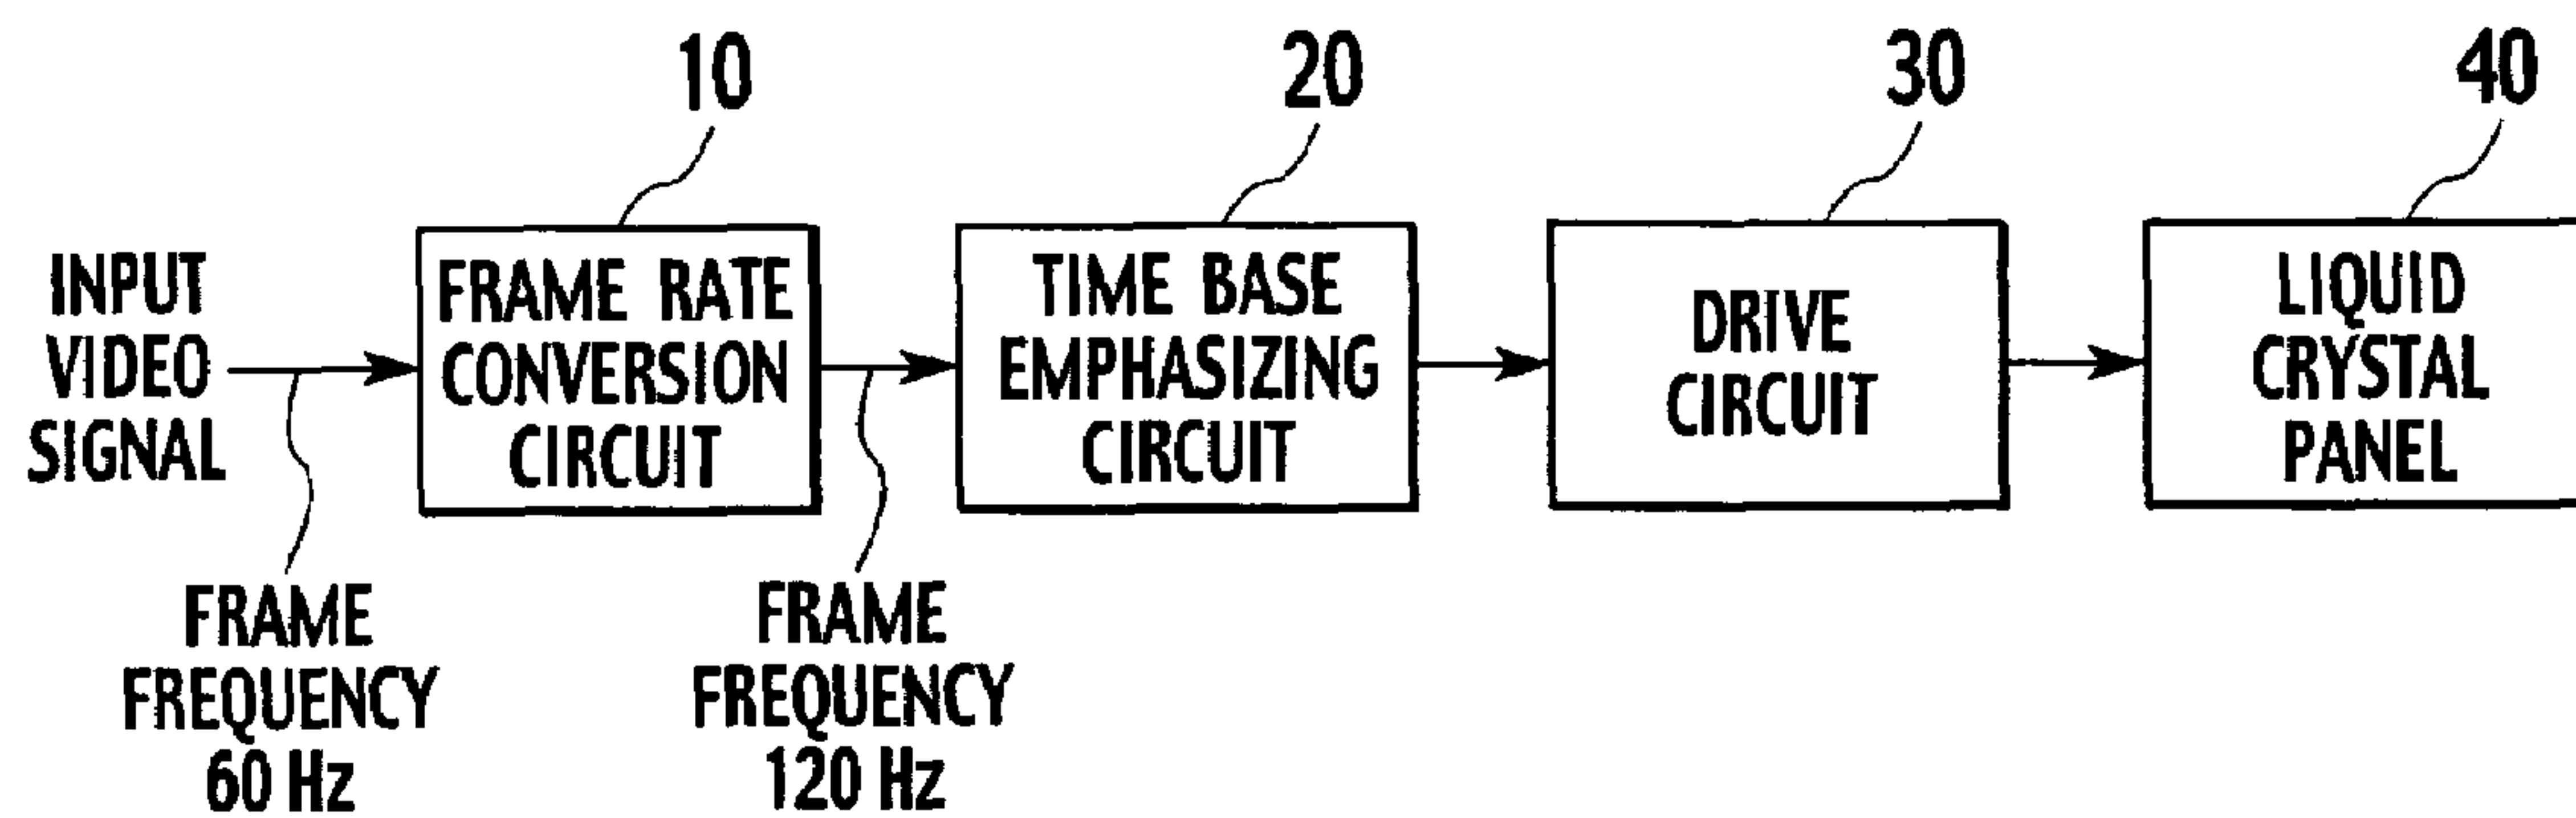 10
20
30
40
INPUT
VIDEO
SIGNAL
FRAME RATE
CONVERSION
CIRCUIT
TIME BASE
EMPHASIZING
CIRCUIT
DRIVE
CIRCUIT
LIQUID
CRYSTAL
PANEL
FRAME
FREQUENCY
60 Hz
FRAME
FREQUENCY
120 Hz